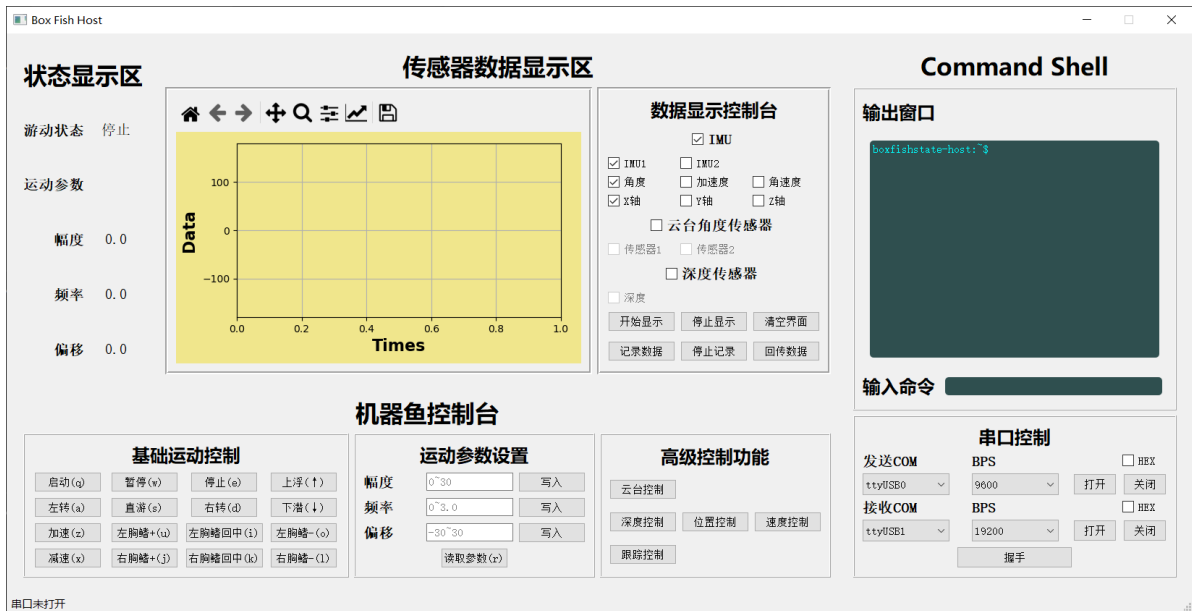 Box Fish Host
状态显示区
游动状态 停止
运动参数
幅度 0.0
频率 0.0
偏移 0.0
传感器数据显示区
100
0
−100
Data
0.0 0.2 0.4 0.6 0.8 1.0
Times
数据显示控制台
IMU
IMU1 IMU2
角度 加速度 角速度
X轴 Y轴 Z轴
云台角度传感器
传感器1 传感器2
深度传感器
深度
开始显示 停止显示 清空界面
记录数据 停止记录 回传数据
Command Shell
输出窗口
boxfishstate-host:~$
输入命令
机器鱼控制台
基础运动控制
启动(q) 暂停(w) 停止(e) 上浮(↑)
左转(a) 直游(s) 右转(d) 下潜(↓)
加速(z) 左胸鳍+(u) 左胸鳍回中(i) 左胸鳍-(o)
减速(x) 右胸鳍+(j) 右胸鳍回中(k) 右胸鳍-(l)
运动参数设置
幅度 0~30 写入
频率 0~3.0 写入
偏移 -30~30 写入
读取参数(r)
高级控制功能
云台控制
深度控制 位置控制 速度控制
跟踪控制
串口控制
发送COM BPS HEX
ttyUSB0 9600 打开 关闭
接收COM BPS HEX
ttyUSB1 19200 打开 关闭
握手
串口未打开